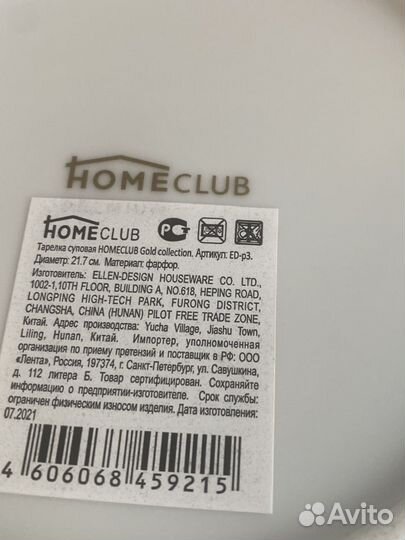 HOMECLUB
HOMECLUB
Тарелка суповая HOMECLUB Gold collection. Артикул: ED-p3.
Диаметр: 21.7 см. Материал: фарфор.
Изготовитель: ELLEN-DESIGN HOUSEWARE CO. LTD.,
1002-1,10TH FLOOR, BUILDING A, NO.618, HEPING ROAD,
LONGPING HIGH-TECH PARK, FURONG DISTRICT,
CHANGSHA, CHINA (HUNAN) PILOT FREE TRADE ZONE,
Китай. Адрес производства: Yucha Village, Jiashu Town,
Liling, Hunan, Китай. Импортер, уполномоченная
организация по приему претензий и поставщик в РФ: ООО
«Лента», Россия, 197374, г. Санкт-Петербург, ул. Савушкина,
д. 112 литера Б. Товар сертифицирован. Сохраняйте
информацию о предприятии-изготовителе. Срок службы:
ограничен физическим износом изделия. Дата изготовления:
07.2021
4 606068 459215
Avito